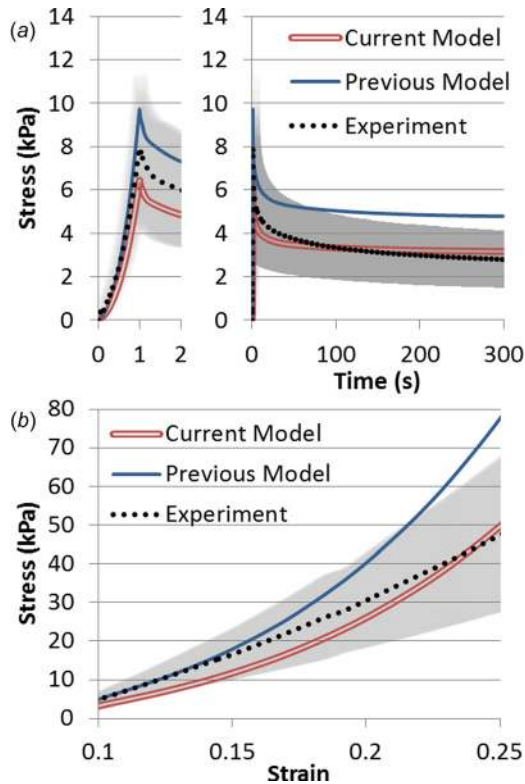 (a)
Stress (kPa)
14
12
10
8
6
4
2
0
0 1 2
14
12
10
8
6
4
2
0
0 100 200 300
Time (s)
Current Model
Previous Model
Experiment
(b)
Stress (kPa)
80
70
60
50
40
30
20
10
0
0.1 0.15 0.2 0.25
Strain
Current Model
Previous Model
Experiment